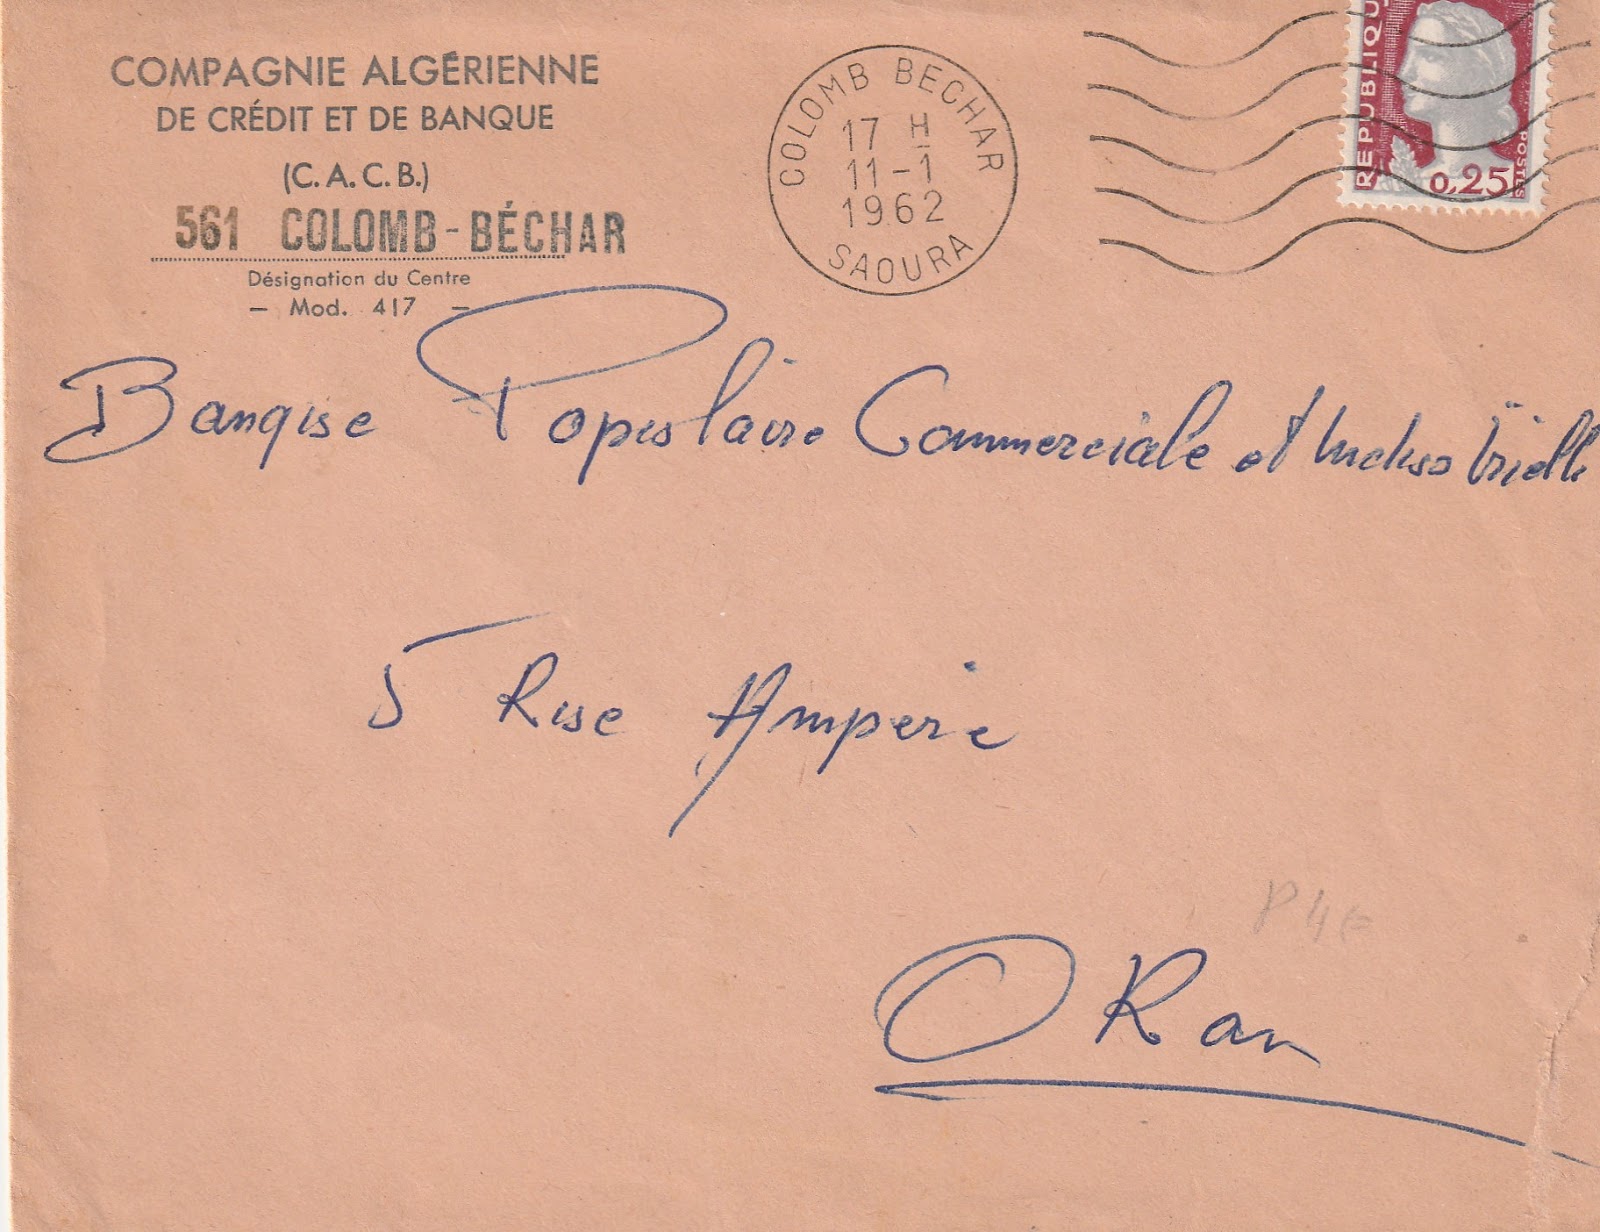 COMPAGNIE ALGÉRIENNE
DE CRÉDIT ET DE BANQUE
(C. A. C. B.)
561 COLOMB-BÉCHAR
Désignation du Centre
— Mod. 417 —
COLOMB BECHAR
17 H
11-1
1962
SAOURA
REPUBLIQUE
0,25
POSTES
Banque Populaire Commerciale et Industrielle
5 Rue Ampere
ORan